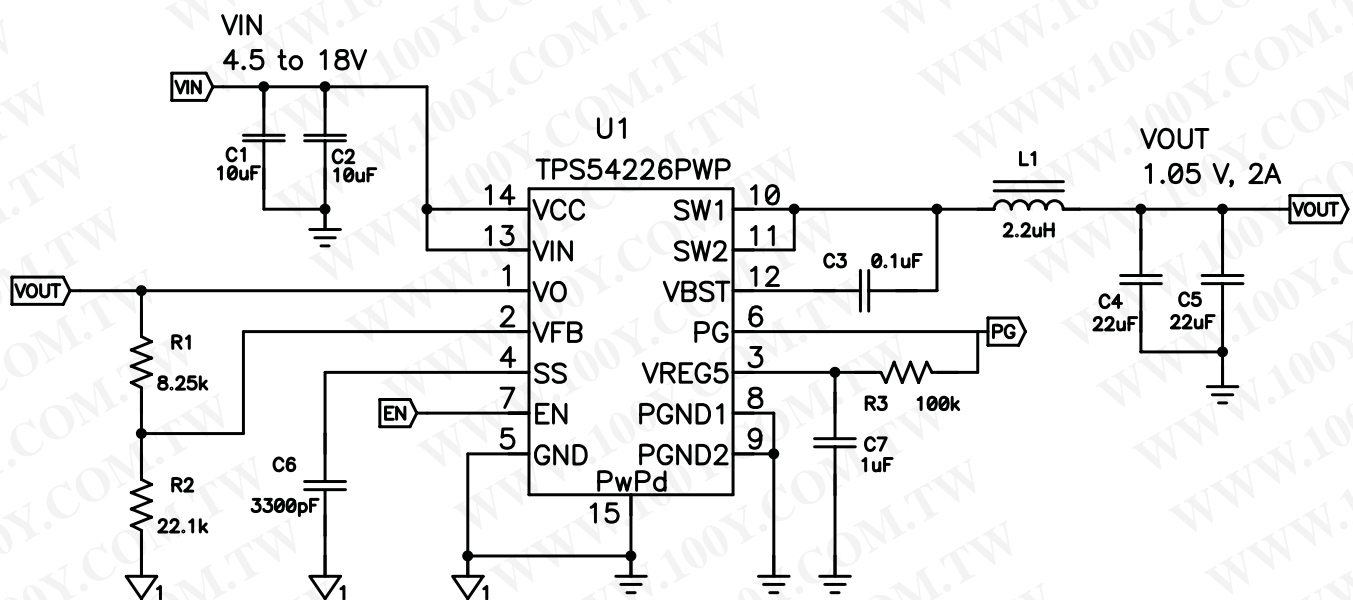 VIN
4.5 to 18V
VIN
C1
10uF
C2
10uF
U1
TPS54226PWP
14
VCC
SW1
10
13
VIN
SW2
11
1
VO
VBST
12
2
VFB
PG
6
4
SS
VREG5
3
7
EN
PGND1
8
5
GND
PGND2
9
PwPd
15
L1
2.2uH
VOUT
1.05 V, 2A
VOUT
C3
0.1uF
C4
22uF
C5
22uF
PG
R3
100k
C7
1uF
VOUT
R1
8.25k
R2
22.1k
EN
C6
3300pF
1
1
1
WWW.100Y.COM.TW